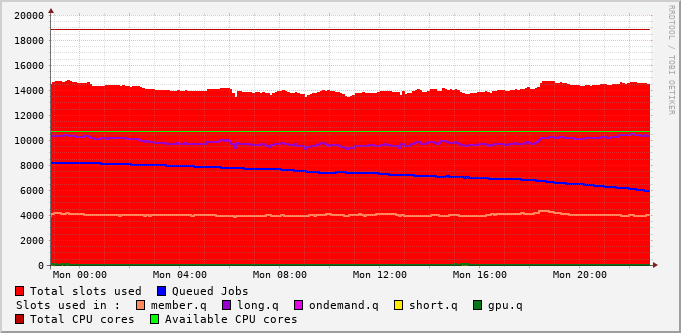 20000
18000
16000
14000
12000
10000
8000
6000
4000
2000
0
Mon 00:00 Mon 04:00 Mon 08:00 Mon 12:00 Mon 16:00 Mon 20:00
Total slots used Queued Jobs
Slots used in : member.q long.q ondemand.q short.q gpu.q
Total CPU cores Available CPU cores
RRDTOOL / TOBI OETIKER